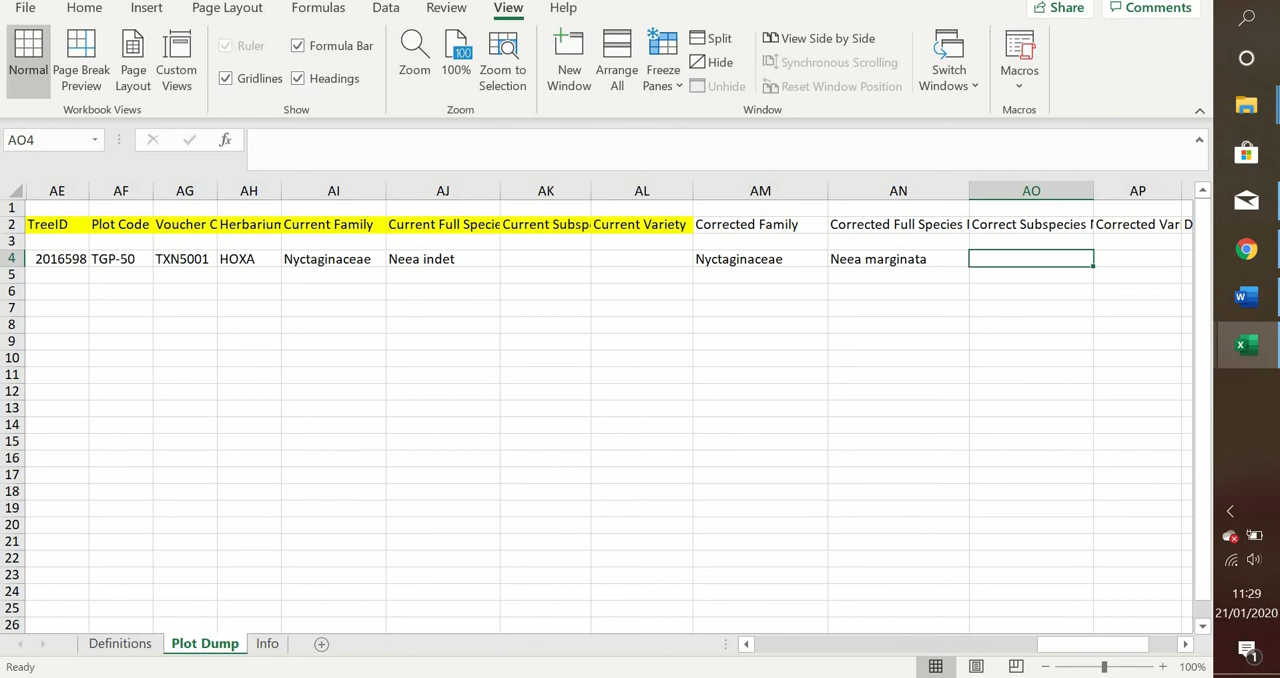 File Home Insert Page Layout Formulas Data Review View Help Share Comments
Normal Page Break Preview Page Layout Custom Views
Workbook Views
Ruler Formula Bar
Gridlines Headings
Show
Zoom 100 100% Zoom to Selection
Zoom
New Window Arrange All Freeze Panes
Split
Hide
Unhide
View Side by Side
Synchronous Scrolling
Reset Window Position
Switch Windows
Window
Macros
Macros
AO4 fx
AE AF AG AH AI AJ AK AL AM AN AO AP
1
2 TreeID Plot Code Voucher C Herbarium Current Family Current Full Specie Current Subsp Current Variety Corrected Family Corrected Full Species Correct Subspecies Corrected Var D
3
4 2016598 TGP-50 TXN5001 HOXA Nyctaginaceae Neea indet Nyctaginaceae Neea marginata
5
6
7
8
9
10
11
12
13
14
15
16
17
18
19
20
21
22
23
24
25
26
Definitions Plot Dump Info
Ready 100%
W
X
11:29
21/01/2020
1